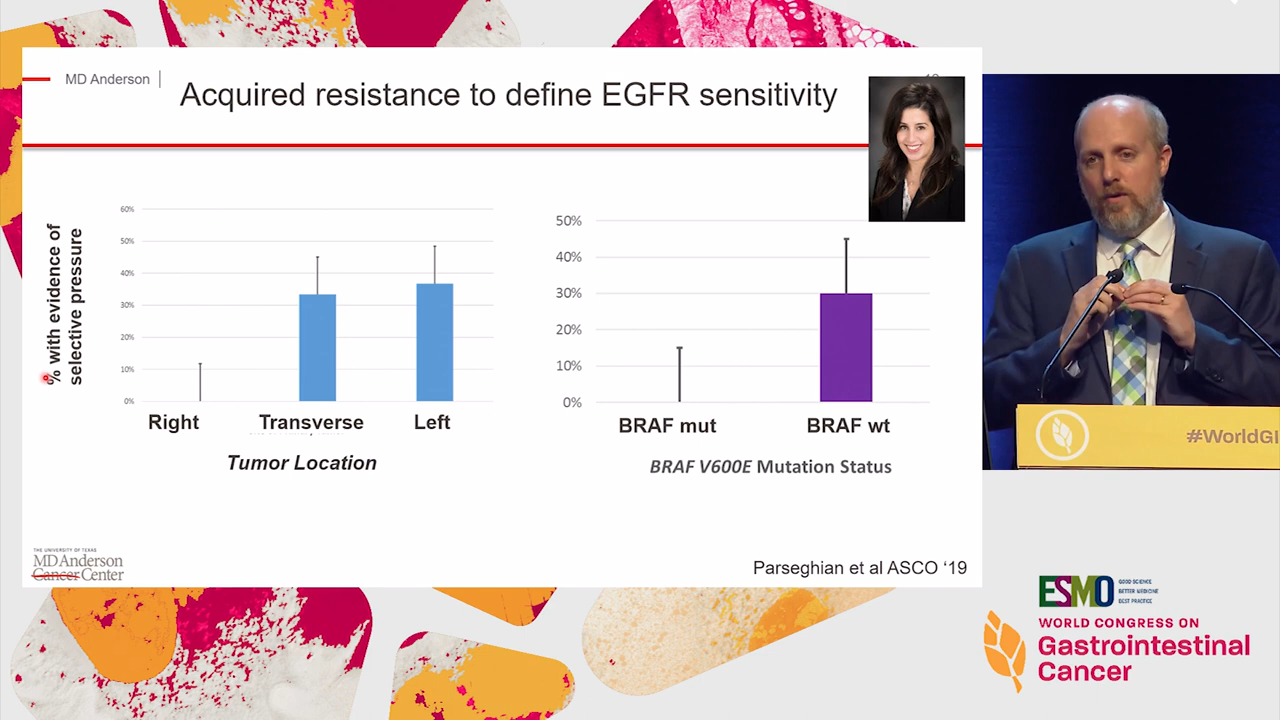 MD Anderson
Acquired resistance to define EGFR sensitivity
% with evidence of
selective pressure
60%
50%
40%
30%
20%
10%
0%
Right
Transverse
Left
Tumor Location
50%
40%
30%
20%
10%
0%
BRAF mut
BRAF wt
BRAF V600E Mutation Status
THE UNIVERSITY OF TEXAS
MD Anderson
Cancer Center
Parseghian et al ASCO ‘19
#WorldGI
ESMO
GOOD SCIENCE
BETTER MEDICINE
BEST PRACTICE
WORLD CONGRESS ON
Gastrointestinal
Cancer